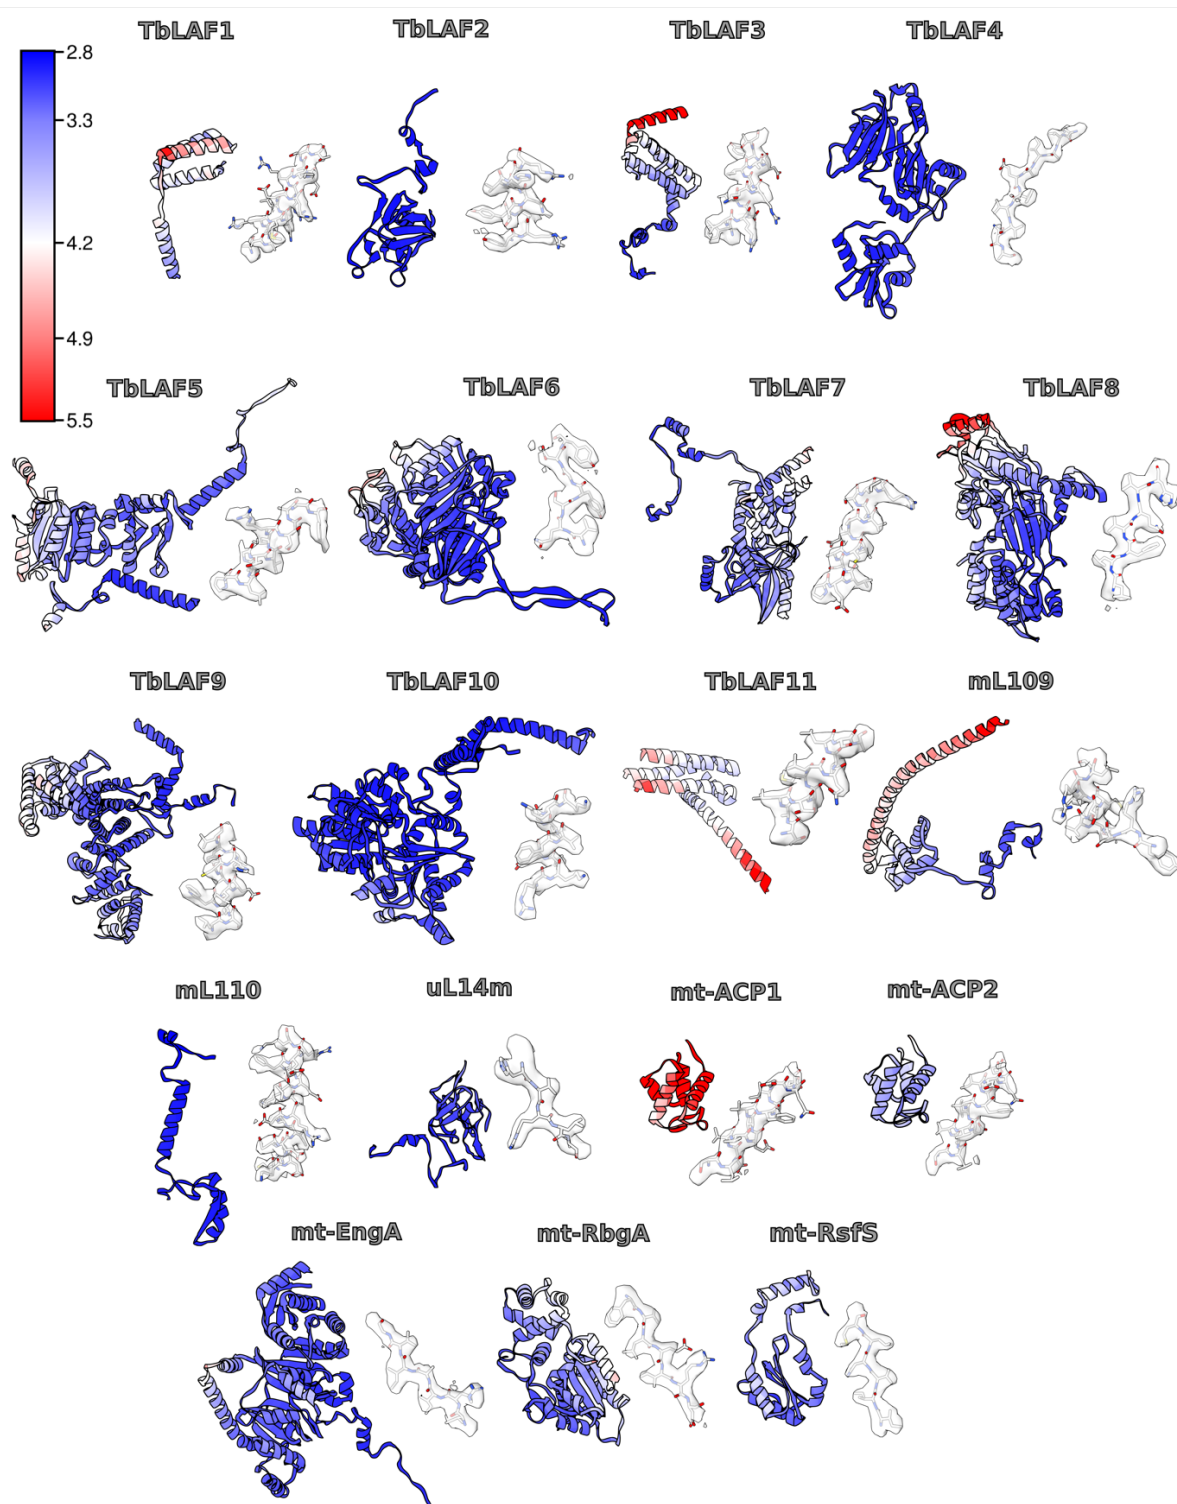 TbLAF1 TbLAF2 TbLAF3 TbLAF4
2.8
3.3
4.2
4.9
5.5
TbLAF5 TbLAF6 TbLAF7 TbLAF8
TbLAF9 TbLAF10 TbLAF11 mL109
mL110 uL14m mt-ACP1 mt-ACP2
mt-EngA mt-RbgA mt-RsfS